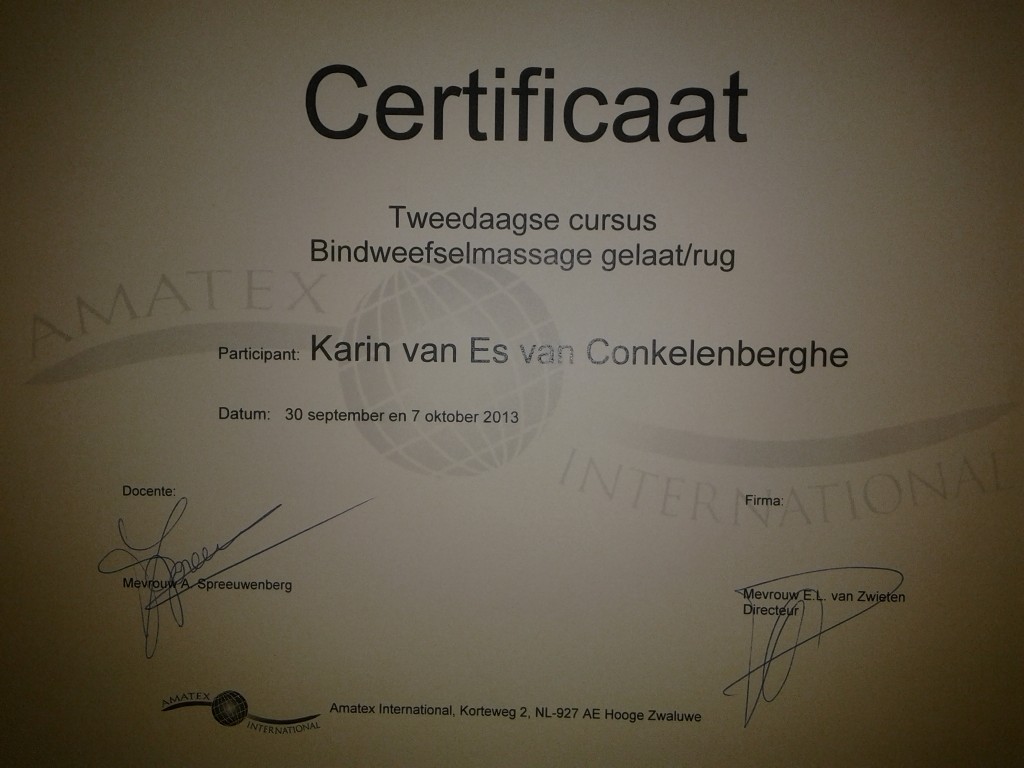 Certificaat
Tweedaagse cursus
Bindweefselmassage gelaat/rug
AMATEX
Participant: Karin van Es van Conkelenberghe
Datum: 30 september en 7 oktober 2013
INTERNATIONAL
Docente:
Firma:
Mevrouw A. Spreeuwenberg
Mevrouw E.L. van Zwieten
Directeur
AMATEX
INTERNATIONAL
Amatex International, Korteweg 2, NL-927 AE Hooge Zwaluwe